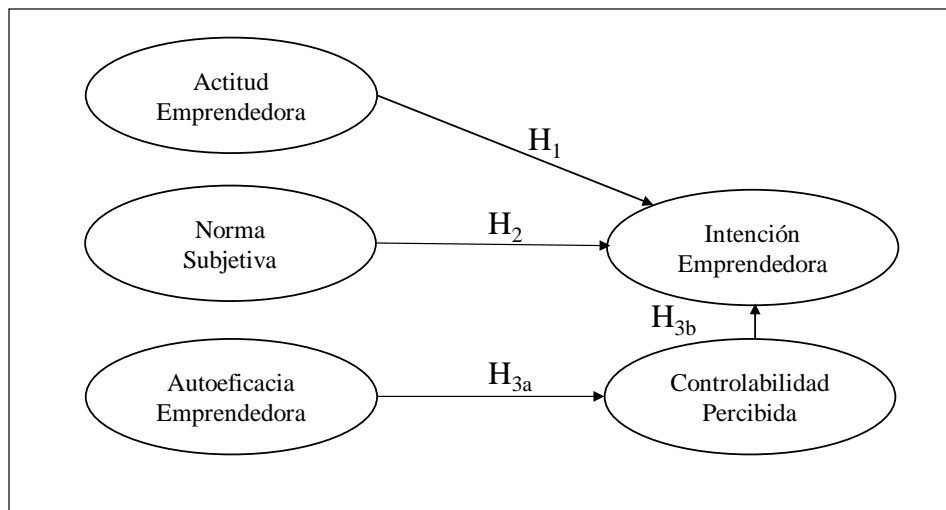 Actitud
Emprendedora
H₁
Norma
Subjetiva
H₂
Intención
Emprendedora
H₃b
Autoeficacia
Emprendedora
H₃a
Controlabilidad
Percibida